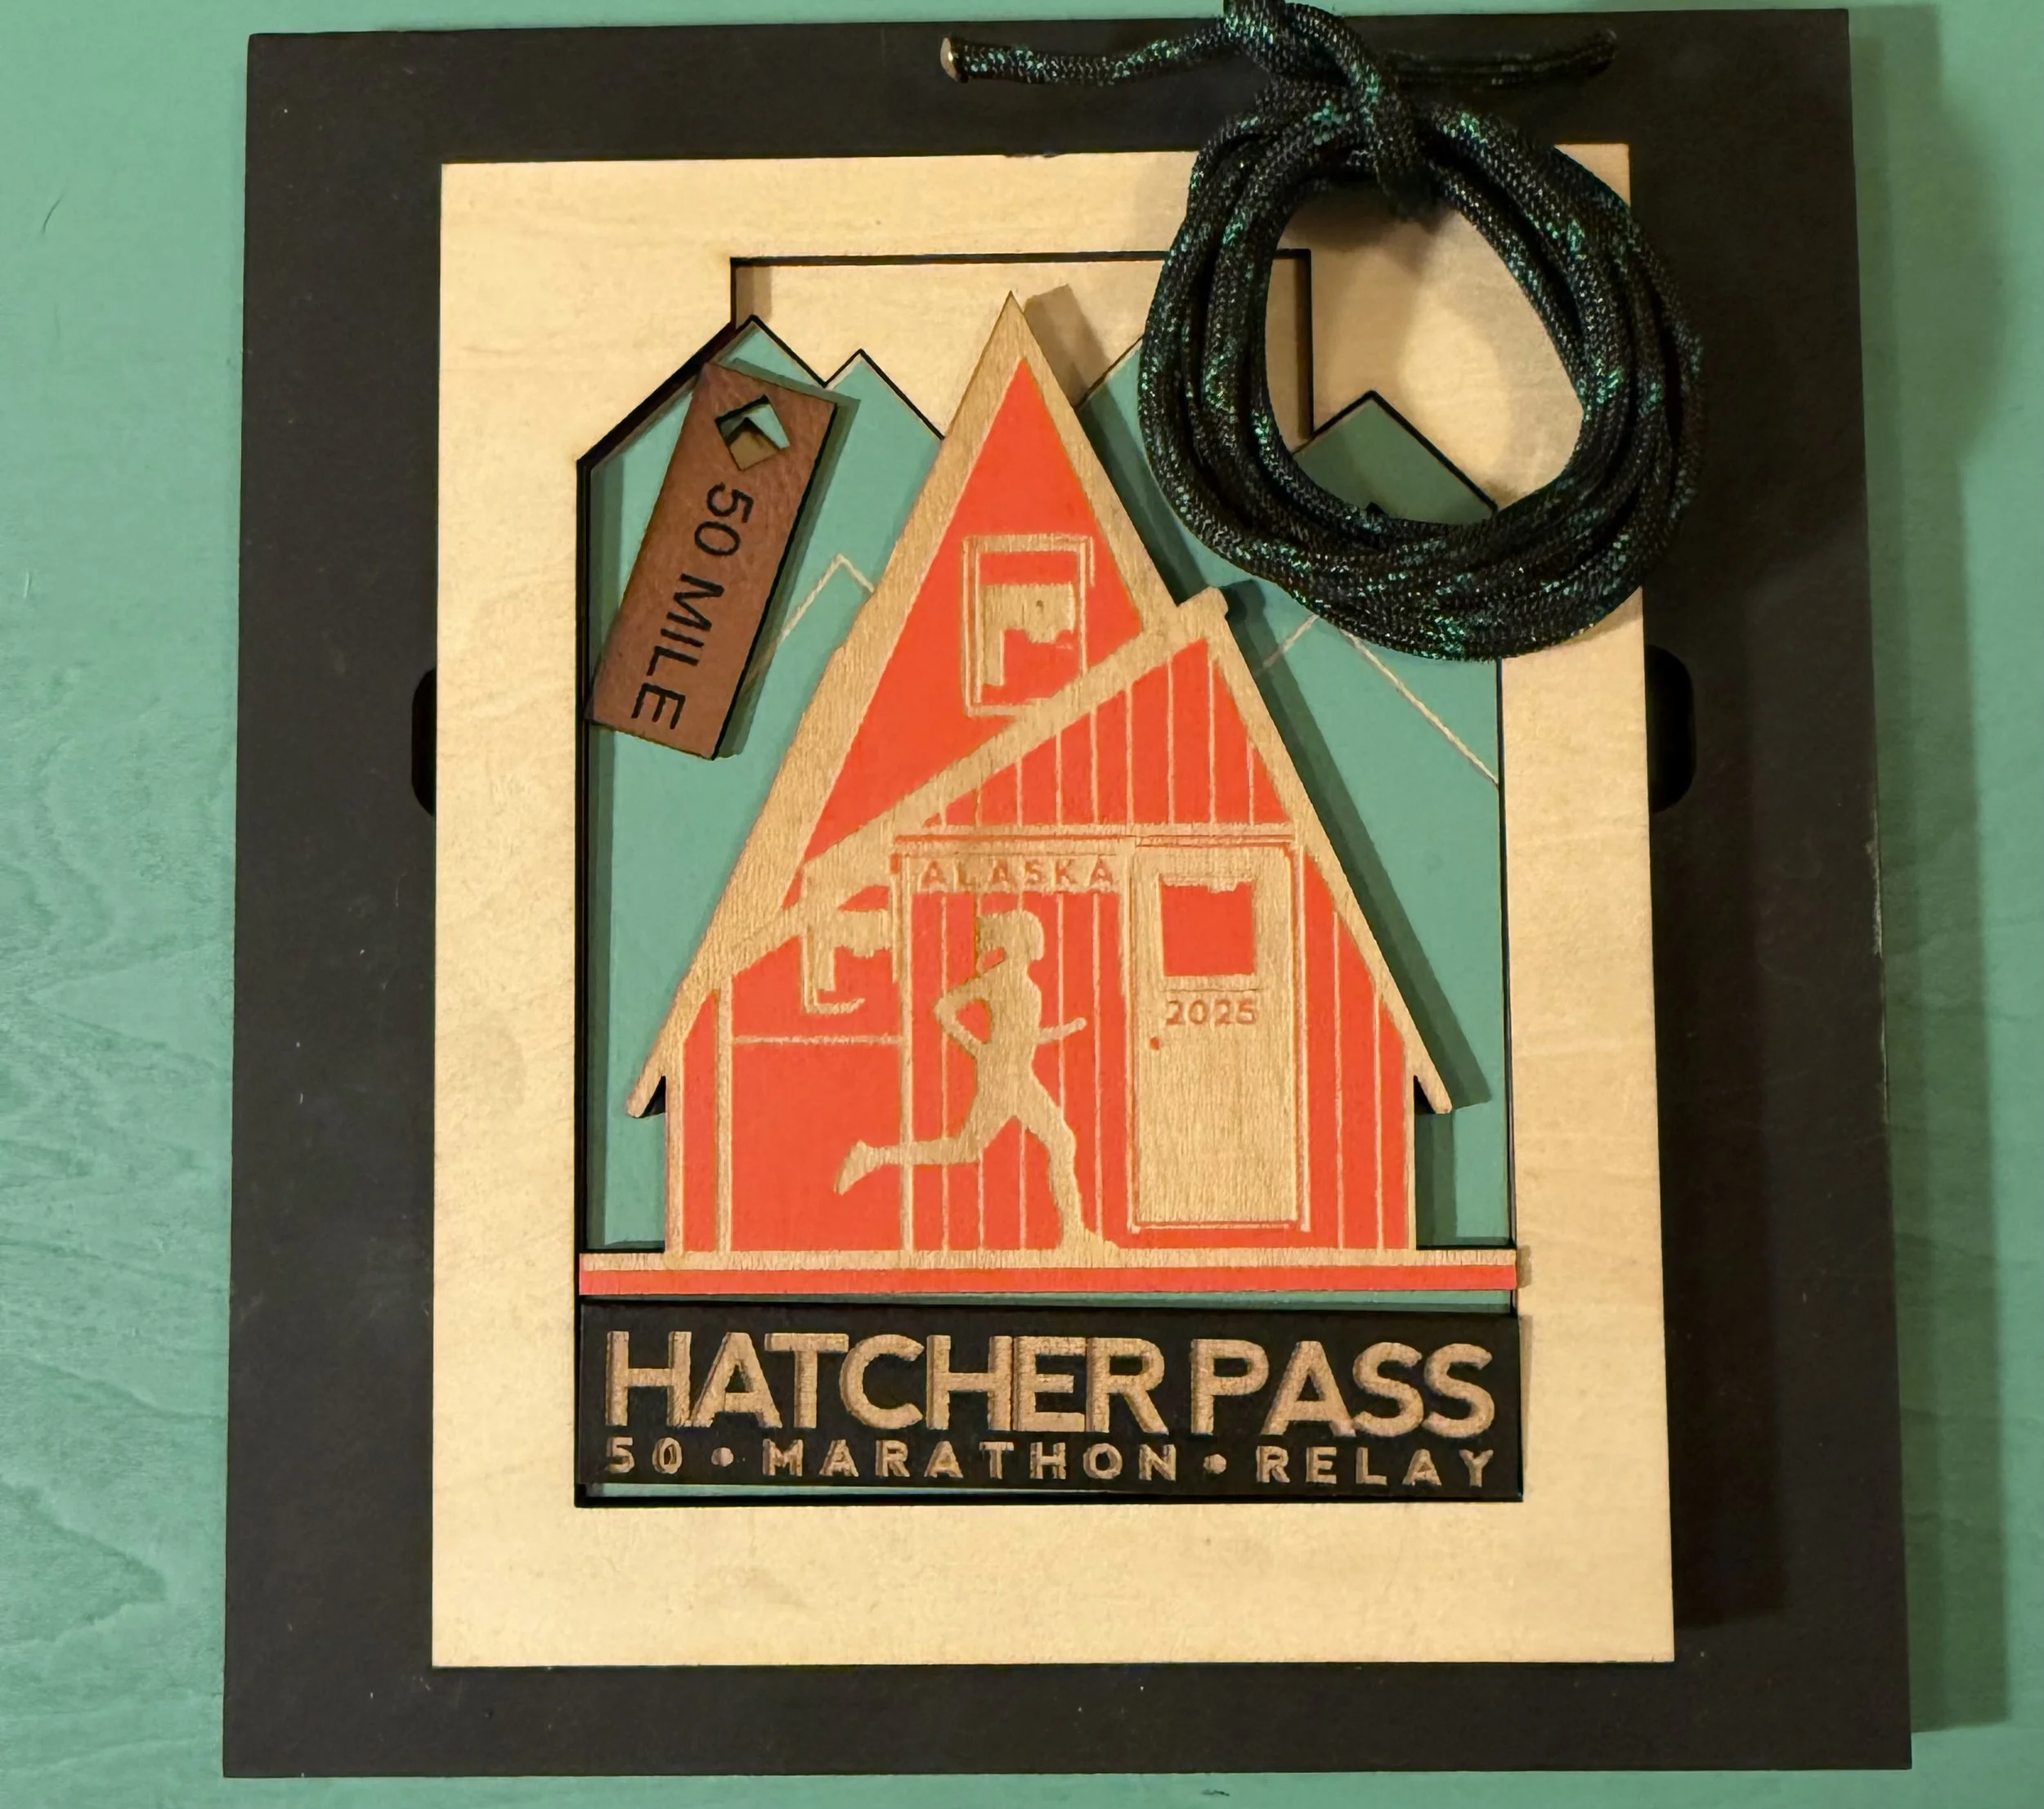 50 MILE
ALASKA
2025
HATCHER PASS
50 • MARATHON • RELAY